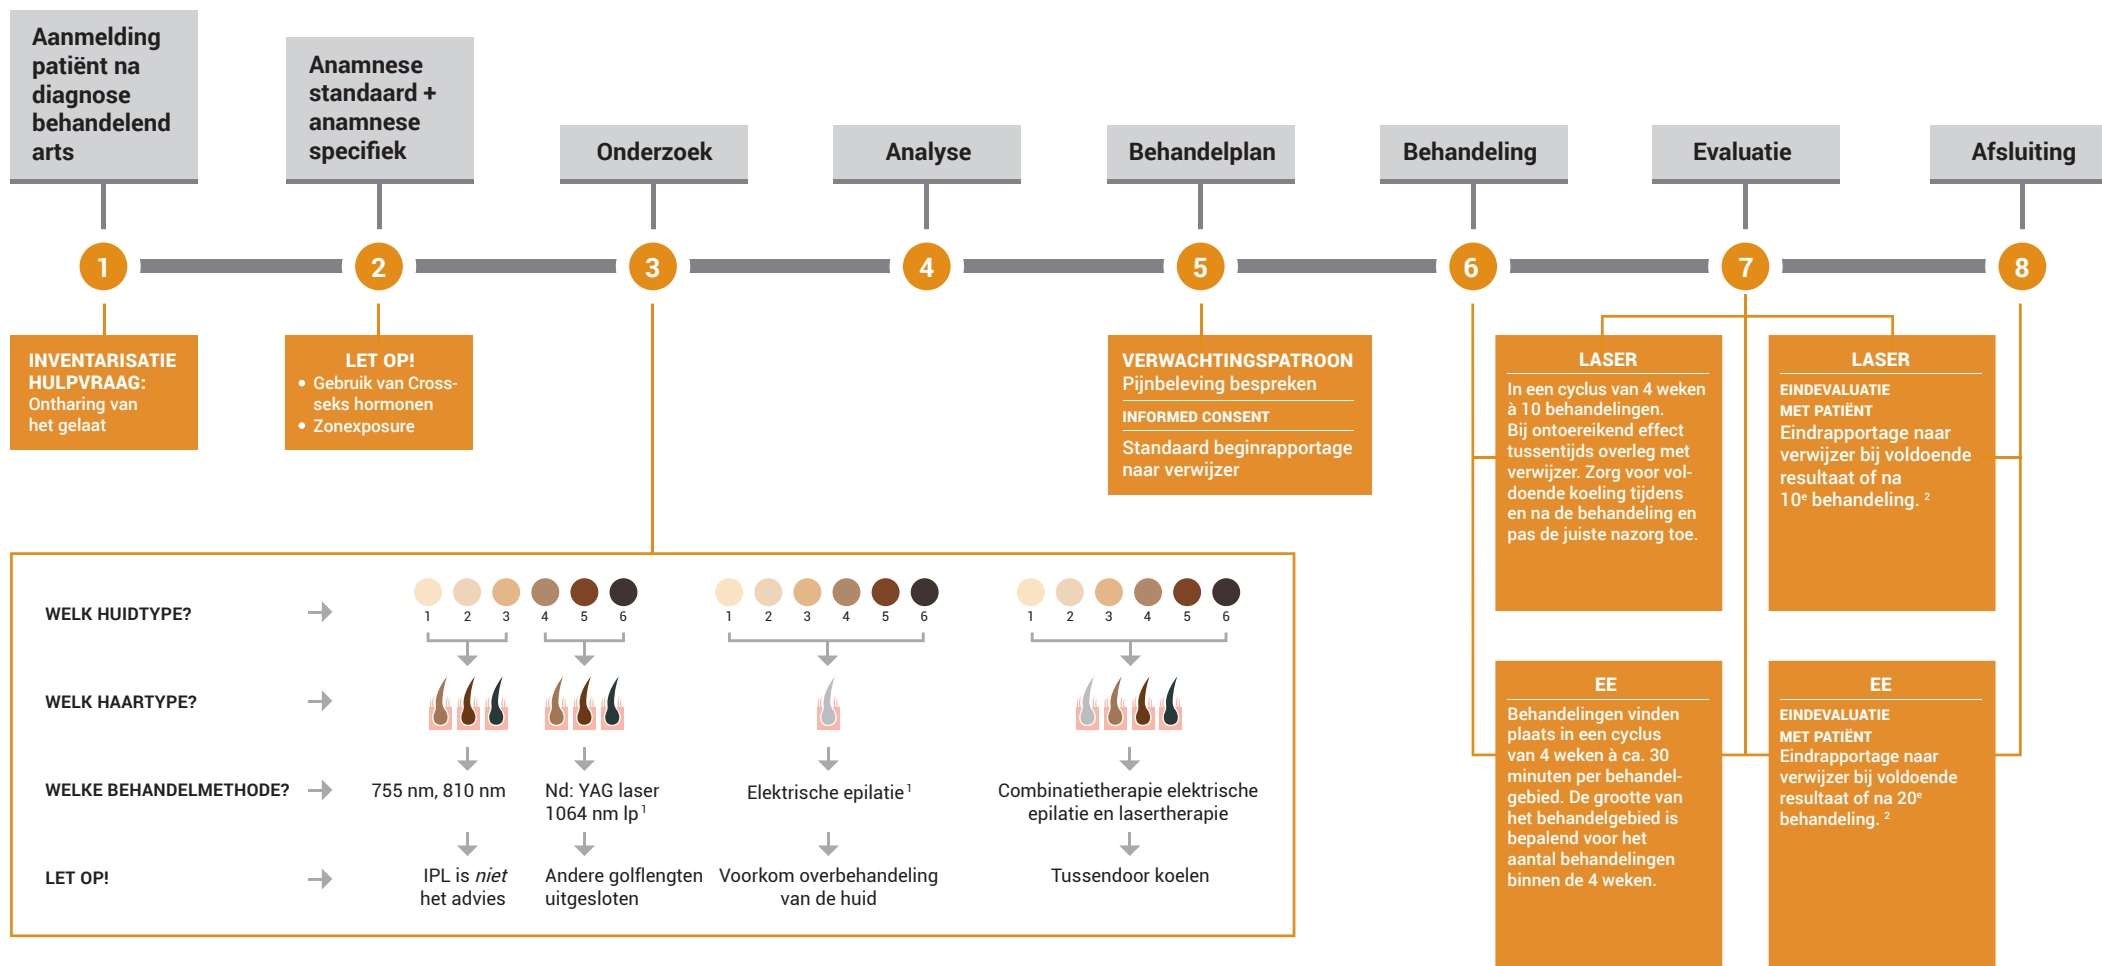 Aanmelding
patiënt na
diagnose
behandelend
arts
Anamnese
standaard +
anamnese
specifiek
Onderzoek
Analyse
Behandelplan
Behandeling
Evaluatie
Afsluiting
1
2
3
4
5
6
7
8
INVENTARISATIE
HULPVRAAG:
Ontharing van
het gelaat
LET OP!
• Gebruik van Cross-
seks hormonen
• Zonexposure
VERWACHTINGSPATROON
Pijnbeleving bespreken
INFORMED CONSENT
Standaard beginrapportage
naar verwijzer
LASER
In een cyclus van 4 weken
à 10 behandelingen.
Bij ontoereikend effect
tussentijds overleg met
verwijzer. Zorg voor vol-
doende koeling tijdens
en na de behandeling en
pas de juiste nazorg toe.
LASER
EINDEVALUATIE
MET PATIËNT
Eindrapportage naar
verwijzer bij voldoende
resultaat of na
10e behandeling. 2
WELK HUIDTYPE?
1 2 3 4 5 6
1 2 3 4 5 6
1 2 3 4 5 6
WELK HAARTYPE?
WELKE BEHANDELMETHODE?
755 nm, 810 nm
Nd: YAG laser
1064 nm lp 1
Elektrische epilatie 1
Combinatietherapie elektrische
epilatie en lasertherapie
LET OP!
IPL is niet
het advies
Andere golflengten
uitgesloten
Voorkom overbehandeling
van de huid
Tussendoor koelen
EE
Behandelingen vinden
plaats in een cyclus
van 4 weken à ca. 30
minuten per behandel-
gebied. De grootte van
het behandelgebied is
bepalend voor het
aantal behandelingen
binnen de 4 weken.
EE
EINDEVALUATIE
MET PATIËNT
Eindrapportage naar
verwijzer bij voldoende
resultaat of na 20e
behandeling. 2